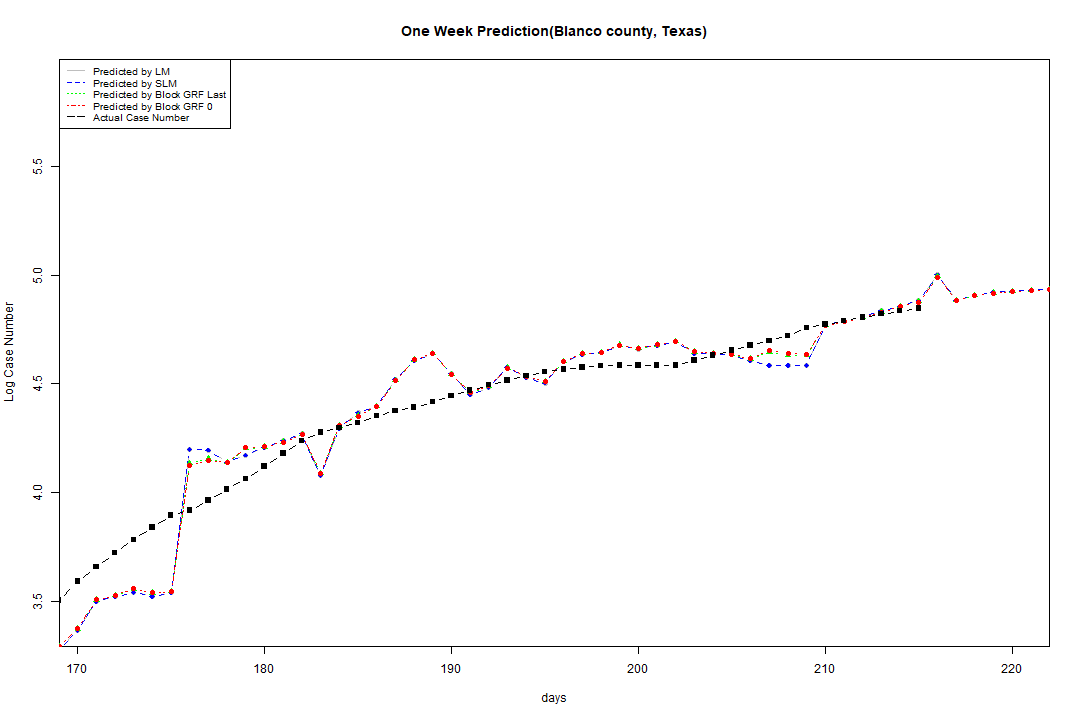 One Week Prediction(Blanco county, Texas)
Predicted by LM
Predicted by SLM
Predicted by Block GRF Last
Predicted by Block GRF 0
Actual Case Number
5.5
5.0
4.5
4.0
3.5
Log Case Number
170 180 190 200 210 220
days